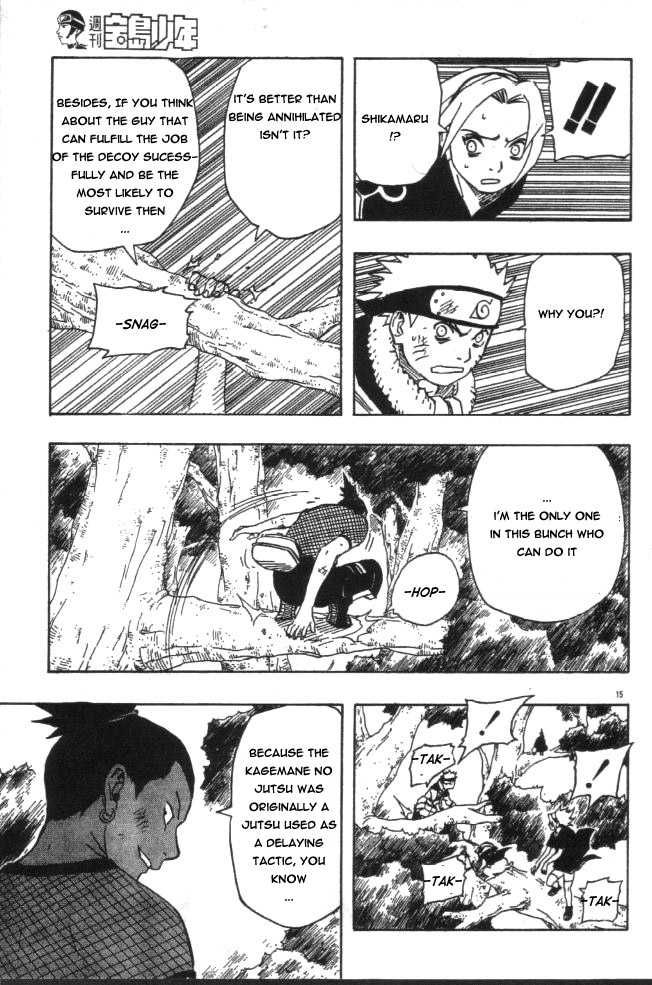 週刊
宝島少年
!!
SHIKAMARU
!?
WHY YOU?!
IT'S BETTER THAN
BEING ANNIHILATED
ISN'T IT?
BESIDES, IF YOU THINK
ABOUT THE GUY THAT
CAN FULFILL THE JOB
OF THE DECOY SUCESS-
FULLY AND BE THE
MOST LIKELY TO
SURVIVE THEN
...
-SNAG-
...
I'M THE ONLY ONE
IN THIS BUNCH WHO
CAN DO IT
-HOP-
15
!
!
-TAK-
-TAK-
-TAK-
BECAUSE THE
KAGEMANE NO
JUTSU WAS
ORIGINALLY A
JUTSU USED AS
A DELAYING
TACTIC, YOU
KNOW
...